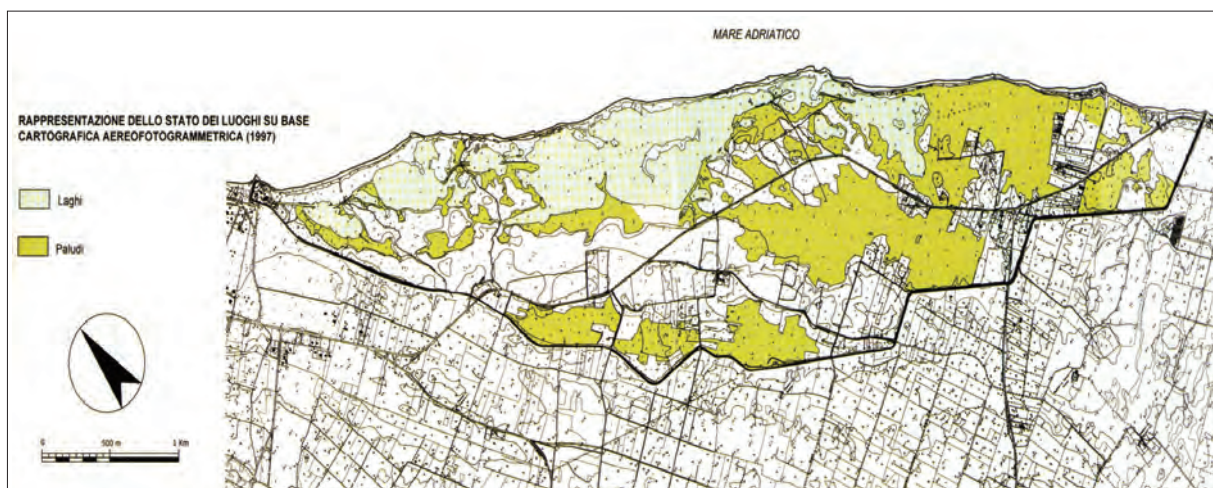 MARE ADRIATICO
RAPPRESENTAZIONE DELLO STATO DEI LUOGHI SU BASE
CARTOGRAFICA AEREOFOTOGRAMMETRICA (1997)
Laghi
Paludi
0 500 m 1 Km